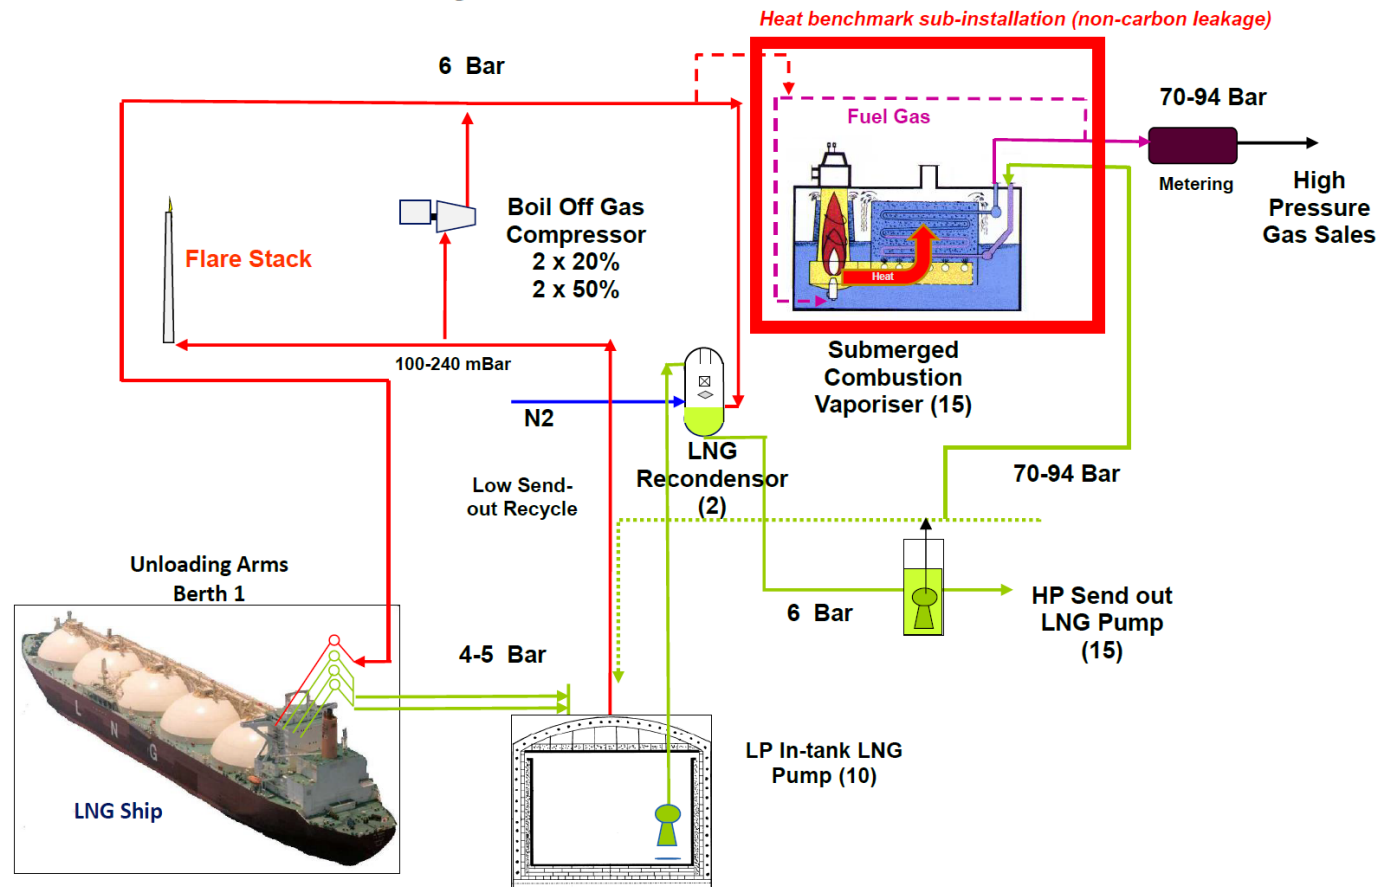 Heat benchmark sub-installation (non-carbon leakage)
6 Bar
70-94 Bar
Fuel Gas
Metering
High
Pressure
Gas Sales
Boil Off Gas
Compressor
2 x 20%
2 x 50%
Flare Stack
Heat
100-240 mBar
Submerged
Combustion
Vaporiser (15)
N2
LNG
Recondensor
(2)
70-94 Bar
Low Send-
out Recycle
Unloading Arms
Berth 1
6 Bar
HP Send out
LNG Pump
(15)
4-5 Bar
L N G
LNG Ship
LP In-tank LNG
Pump (10)